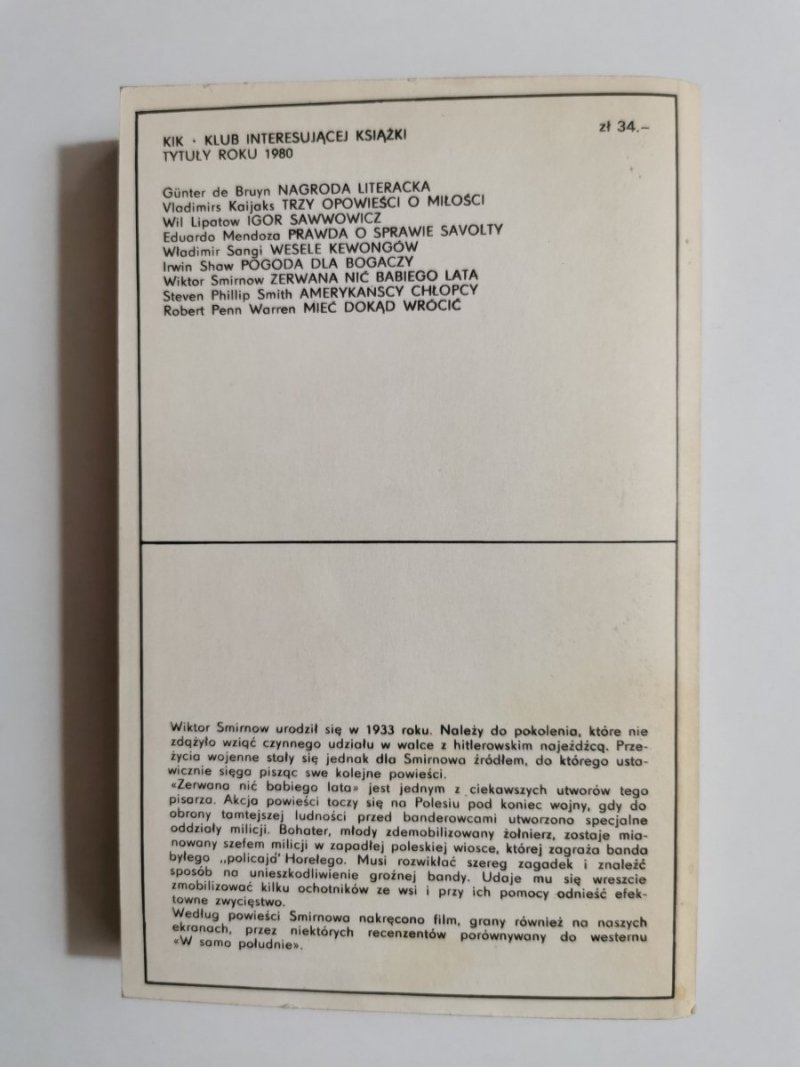 KIK · KLUB INTERESUJĄCEJ KSIĄŻKI
zł 34.–
TYTUŁY ROKU 1980
Günter de Bruyn NAGRODA LITERACKA
Vladimirs Kaijaks TRZY OPOWIEŚCI O MIŁOŚCI
Wil Lipatow IGOR SAWWOWICZ
Eduardo Mendoza PRAWDA O SPRAWIE SAVOLTY
Władimir Sangi WESELE KEWONGÓW
Irwin Shaw POGODA DLA BOGACZY
Wiktor Smirnow ZERWANA NIĆ BABIEGO LATA
Steven Phillip Smith AMERYKAŃSCY CHŁOPCY
Robert Penn Warren MIEĆ DOKĄD WRÓCIĆ
Wiktor Smirnow urodził się w 1933 roku. Należy do pokolenia, które nie
zdążyło wziąć czynnego udziału w walce z hitlerowskim najeźdźcą. Prze-
życia wojenne stały się jednak dla Smirnowa źródłem, do którego usta-
wicznie sięga pisząc swe kolejne powieści.
«Zerwana nić babiego lata» jest jednym z ciekawszych utworów tego
pisarza. Akcja powieści toczy się na Polesiu pod koniec wojny, gdy do
obrony tamtejszej ludności przed banderowcami utworzono specjalne
oddziały milicji. Bohater, młody zdemobilizowany żołnierz, zostaje mia-
nowany szefem milicji w zapadłej poleskiej wiosce, której zagraża banda
byłego „policaja" Horełego. Musi rozwikłać szereg zagadek i znaleźć
sposób na unieszkodliwienie groźnej bandy. Udaje mu się wreszcie
zmobilizować kilku ochotników ze wsi i przy ich pomocy odnieść efek-
towne zwycięstwo.
Według powieści Smirnowa nakręcono film, grany również na naszych
ekranach, przez niektórych recenzentów porównywany do westernu
«W samo południe».